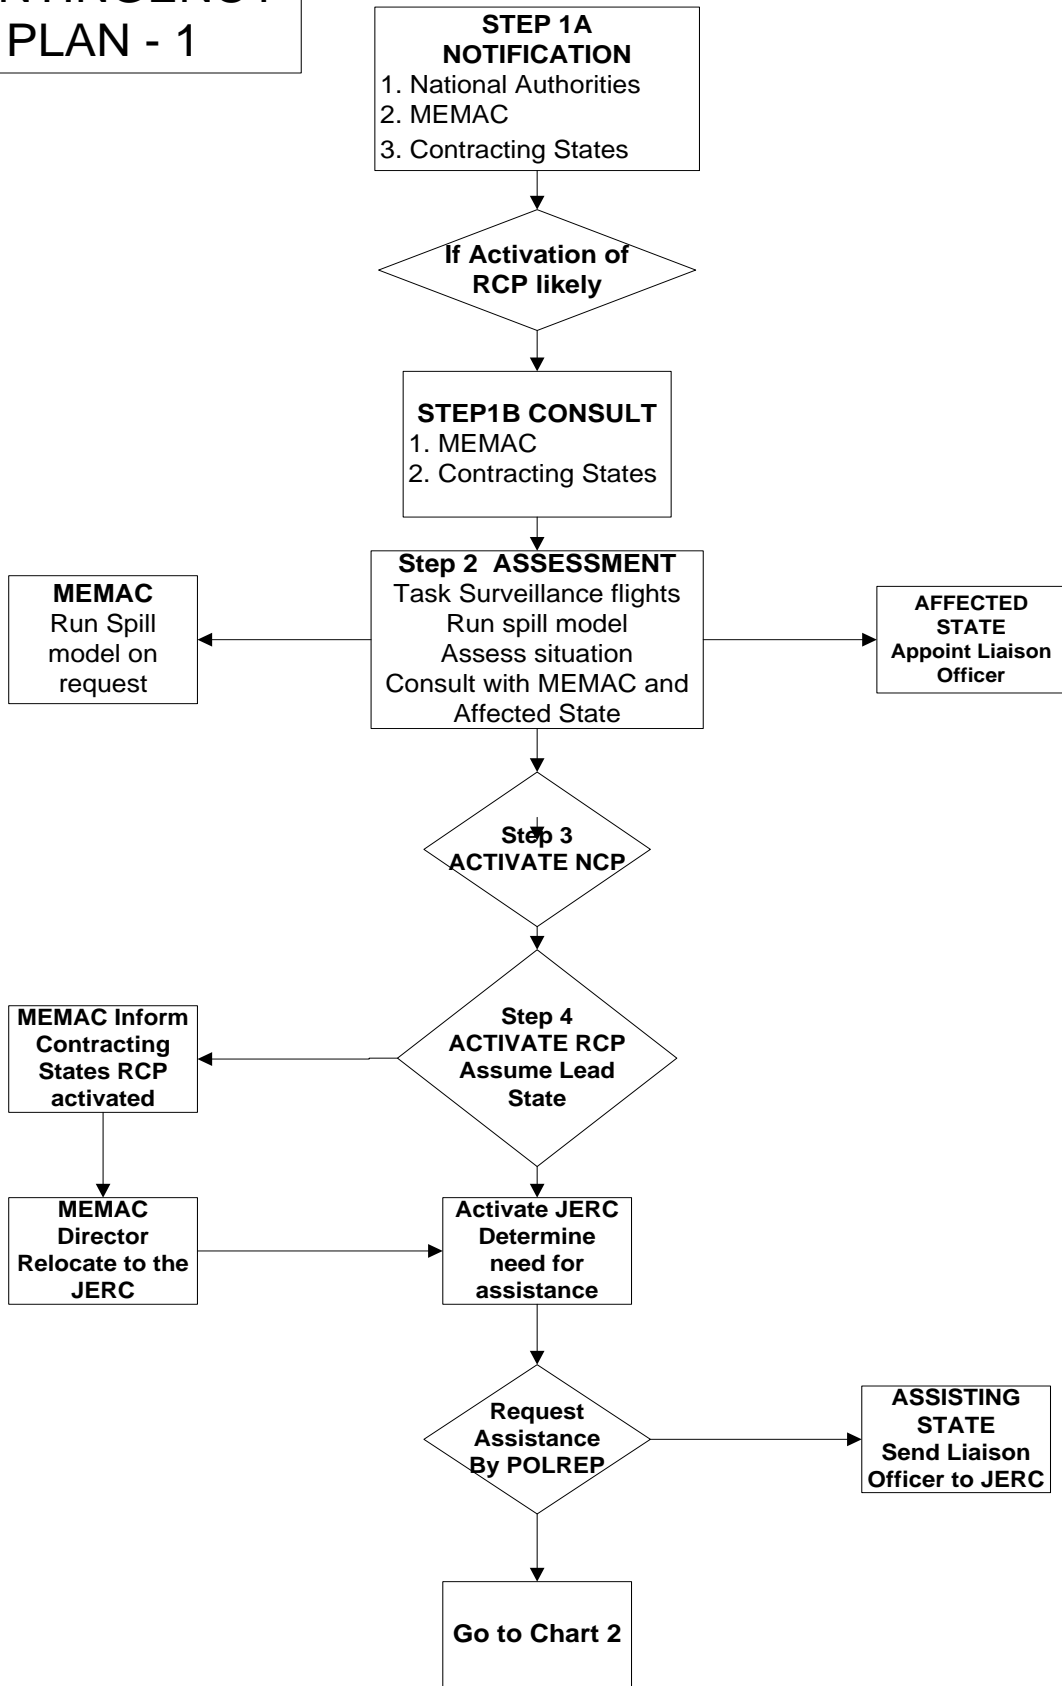 PLAN - 1
STEP 1A
NOTIFICATION
1. National Authorities
2. MEMAC
3. Contracting States
If Activation of
RCP likely
STEP1B CONSULT
1. MEMAC
2. Contracting States
Step 2  ASSESSMENT
Task Surveillance flights
Run spill model
Assess situation
Consult with MEMAC and
Affected State
MEMAC
Run Spill
model on
request
AFFECTED
STATE
Appoint Liaison
Officer
Step 3
ACTIVATE NCP
Step 4
ACTIVATE RCP
Assume Lead
State
MEMAC Inform
Contracting
States RCP
activated
MEMAC
Director
Relocate to the
JERC
Activate JERC
Determine
need for
assistance
Request
Assistance
By POLREP
ASSISTING
STATE
Send Liaison
Officer to JERC
Go to Chart 2